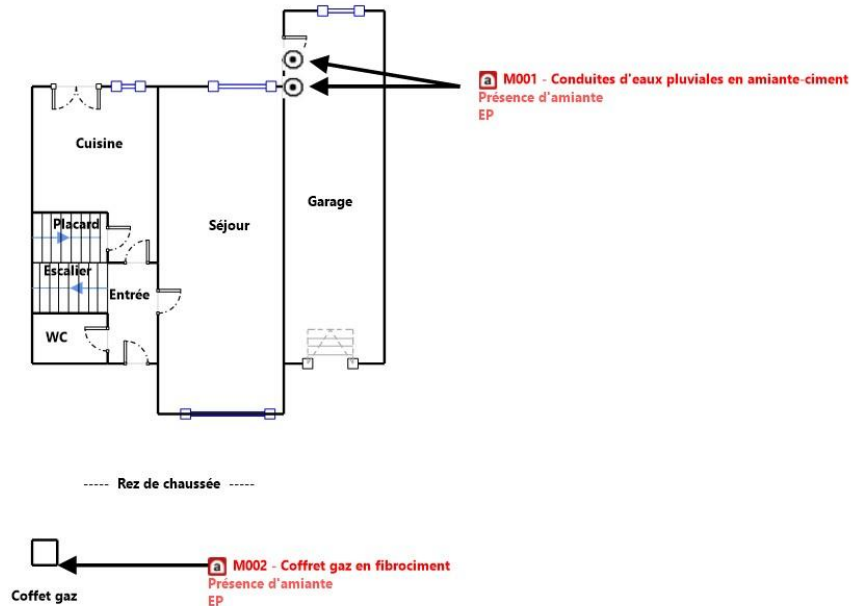 a M001 - Conduites d'eaux pluviales en amiante-ciment
Présence d'amiante
EP
Cuisine
Placard
Séjour
Garage
Escalier
Entrée
WC
----- Rez de chaussée -----
a M002 - Coffret gaz en fibrociment
Présence d'amiante
EP
Coffet gaz